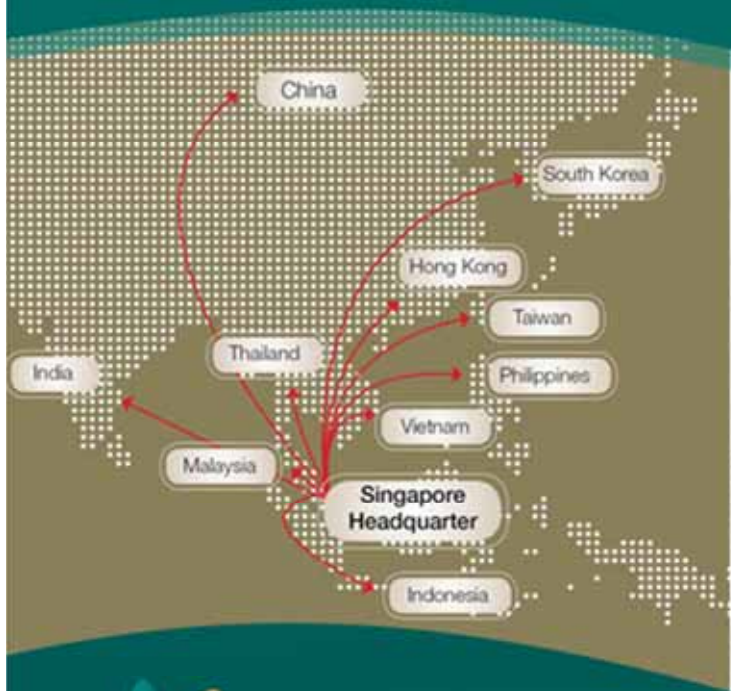 China
South Korea
Hong Kong
Taiwan
Thailand
India
Philippines
Vietnam
Malaysia
Singapore
Headquarter
Indonesia